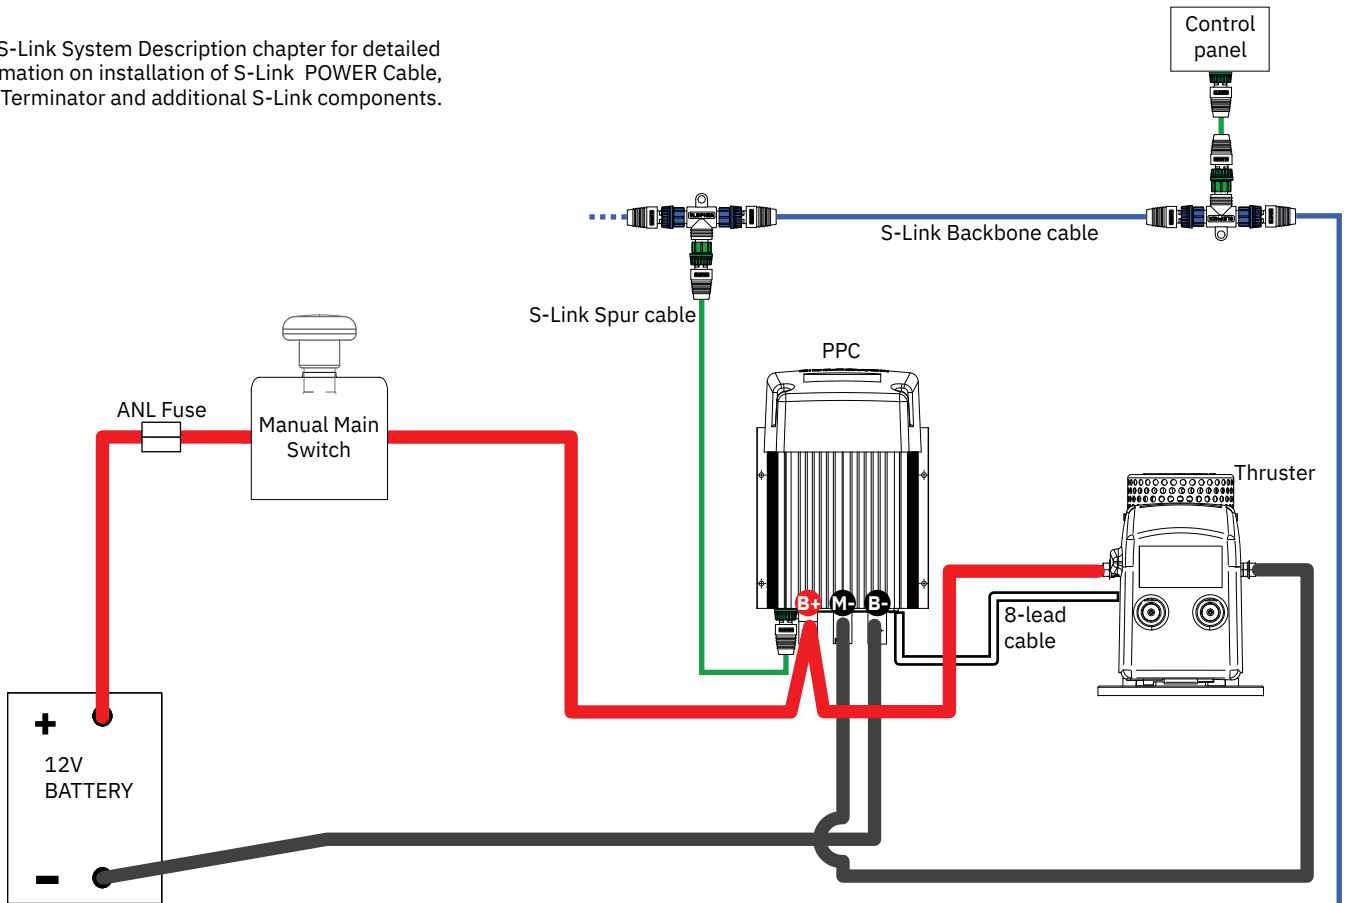 S-Link System Description chapter for detailed
mation on installation of S-Link POWER Cable,
Terminator and additional S-Link components.
Control
panel
S-Link Backbone cable
S-Link Spur cable
PPC
ANL Fuse
Manual Main
Switch
Thruster
B+ M- B-
8-lead
cable
+
12V
BATTERY
-